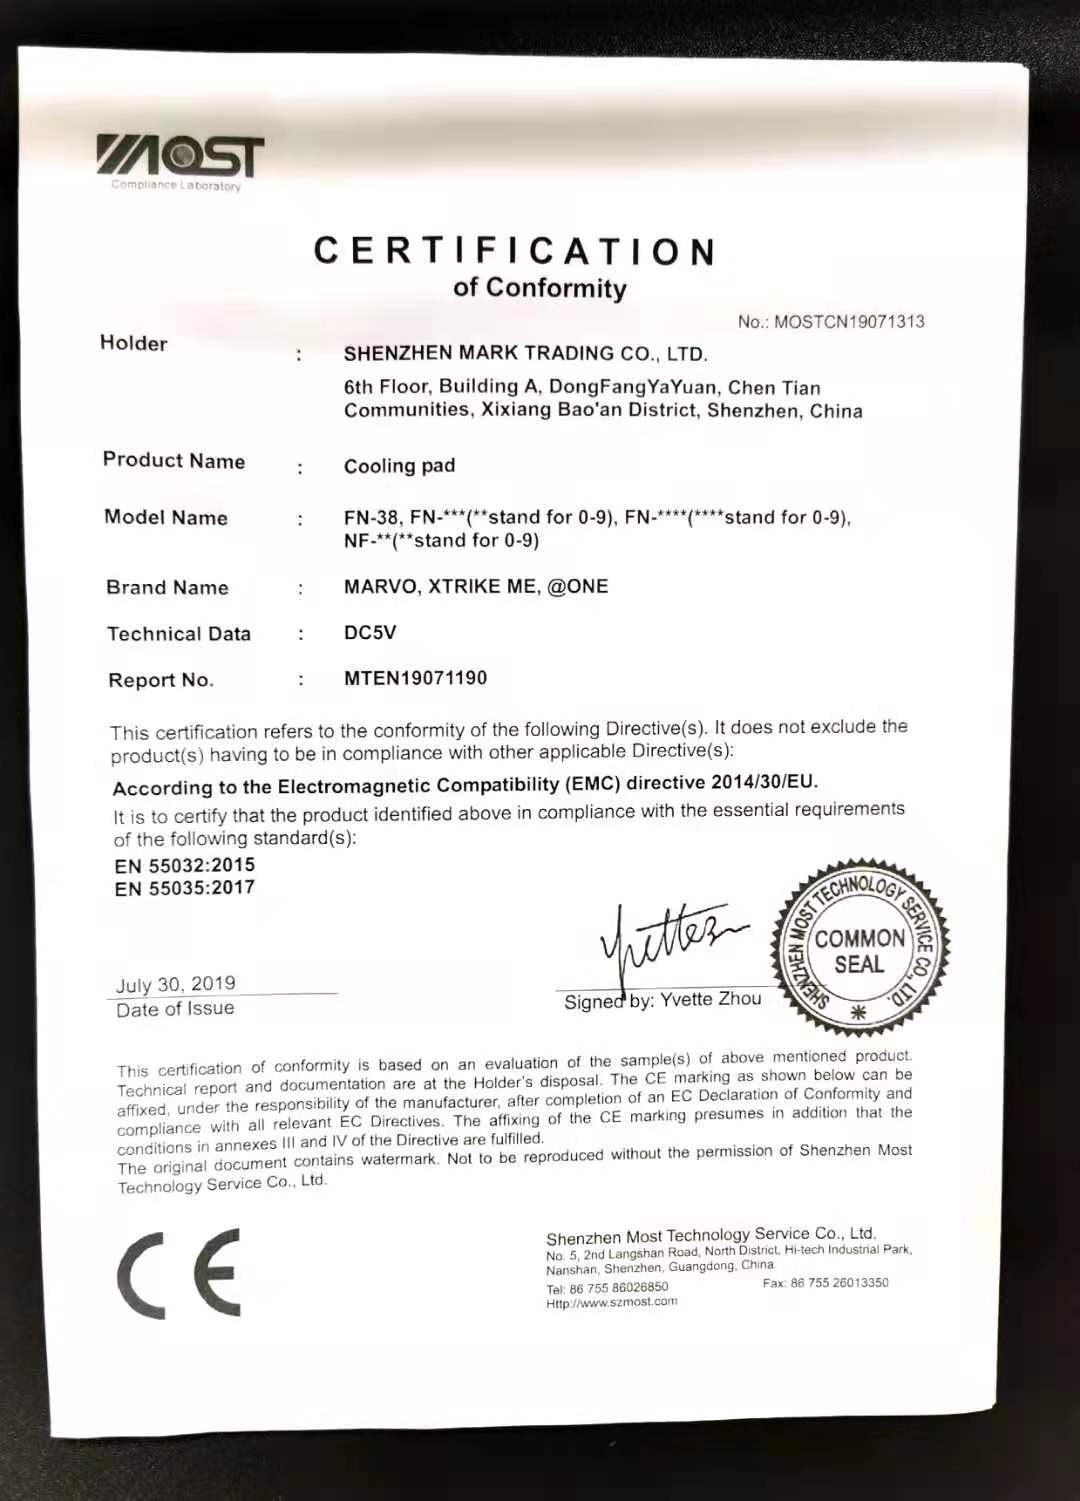 MOST
Compliance Laboratory
CERTIFICATION
of Conformity
No.: MOSTCN19071313
Holder : SHENZHEN MARK TRADING CO., LTD.
6th Floor, Building A, DongFangYaYuan, Chen Tian
Communities, Xixiang Bao'an District, Shenzhen, China
Product Name : Cooling pad
Model Name : FN-38, FN-***(**stand for 0-9), FN-****(****stand for 0-9),
NF-**(**stand for 0-9)
Brand Name : MARVO, XTRIKE ME, @ONE
Technical Data : DC5V
Report No. : MTEN19071190
This certification refers to the conformity of the following Directive(s). It does not exclude the
product(s) having to be in compliance with other applicable Directive(s):
According to the Electromagnetic Compatibility (EMC) directive 2014/30/EU.
It is to certify that the product identified above in compliance with the essential requirements
of the following standard(s):
EN 55032:2015
EN 55035:2017
SHENZHEN MOST TECHNOLOGY SERVICE CO., LTD.
COMMON
SEAL
July 30, 2019
Date of Issue
Signed by: Yvette Zhou
This certification of conformity is based on an evaluation of the sample(s) of above mentioned product.
Technical report and documentation are at the Holder's disposal. The CE marking as shown below can be
affixed, under the responsibility of the manufacturer, after completion of an EC Declaration of Conformity and
compliance with all relevant EC Directives. The affixing of the CE marking presumes in addition that the
conditions in annexes III and IV of the Directive are fulfilled.
The original document contains watermark. Not to be reproduced without the permission of Shenzhen Most
Technology Service Co., Ltd.
CE
Shenzhen Most Technology Service Co., Ltd.
No. 5, 2nd Langshan Road, North District, Hi-tech Industrial Park,
Nanshan, Shenzhen, Guangdong, China
Tel: 86 755 86026850 Fax: 86 755 26013350
Http://www.szmost.com